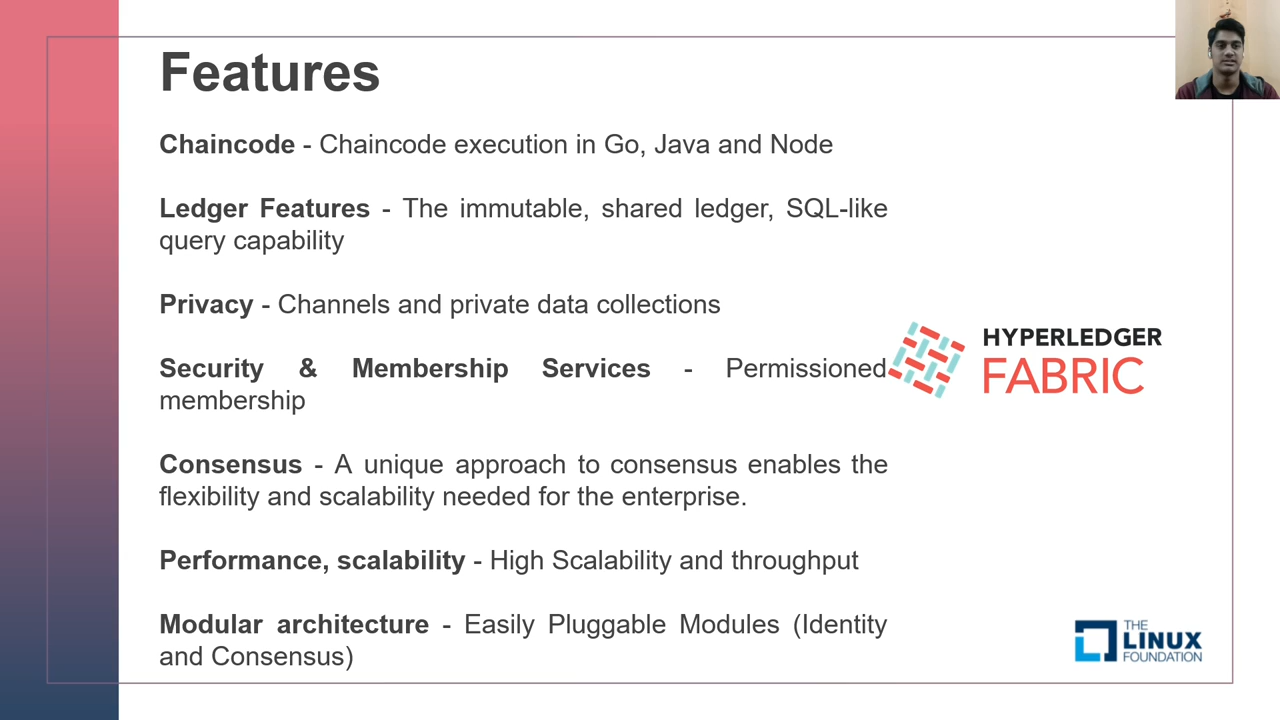 Features
Chaincode - Chaincode execution in Go, Java and Node
Ledger Features - The immutable, shared ledger, SQL-like
query capability
Privacy - Channels and private data collections
Security & Membership Services - Permissioned
membership
Consensus - A unique approach to consensus enables the
flexibility and scalability needed for the enterprise.
Performance, scalability - High Scalability and throughput
Modular architecture - Easily Pluggable Modules (Identity
and Consensus)
HYPERLEDGER
FABRIC
THE
LINUX
FOUNDATION